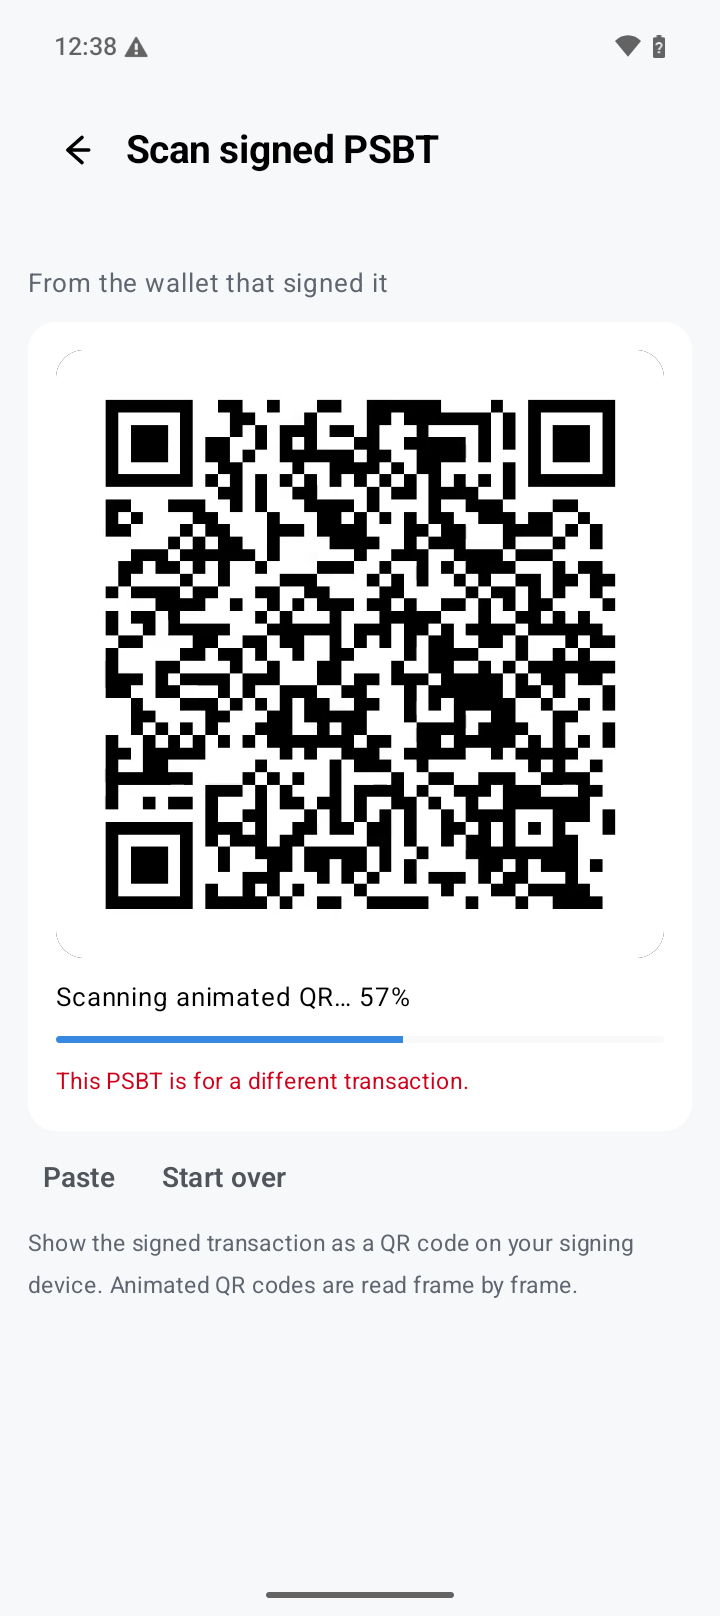 12:38
Scan signed PSBT
From the wallet that signed it
Scanning animated QR... 57%
This PSBT is for a different transaction.
Paste
Start over
Show the signed transaction as a QR code on your signing
device. Animated QR codes are read frame by frame.